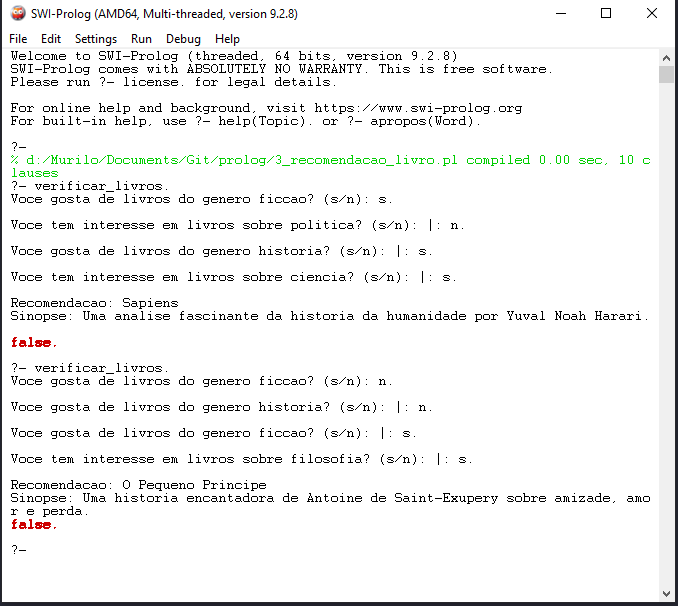 SWI-Prolog (AMD64, Multi-threaded, version 9.2.8)
File Edit Settings Run Debug Help
Welcome to SWI-Prolog (threaded, 64 bits, version 9.2.8)
SWI-Prolog comes with ABSOLUTELY NO WARRANTY. This is free software.
Please run ?- license. for legal details.
For online help and background, visit https://www.swi-prolog.org
For built-in help, use ?- help(Topic). or ?- apropos(Word).
?-
% d:/Murilo/Documents/Git/prolog/3_recomendacao_livro.pl compiled 0.00 sec, 10 c
lauses
?- verificar_livros.
Voce gosta de livros do genero ficcao? (s/n): s.
Voce tem interesse em livros sobre politica? (s/n): |: n.
Voce gosta de livros do genero historia? (s/n): |: s.
Voce tem interesse em livros sobre ciencia? (s/n): |: s.
Recomendacao: Sapiens
Sinopse: Uma analise fascinante da historia da humanidade por Yuval Noah Harari.
false.
?- verificar_livros.
Voce gosta de livros do genero ficcao? (s/n): n.
Voce gosta de livros do genero historia? (s/n): |: n.
Voce gosta de livros do genero ficcao? (s/n): |: s.
Voce tem interesse em livros sobre filosofia? (s/n): |: s.
Recomendacao: O Pequeno Principe
Sinopse: Uma historia encantadora de Antoine de Saint-Exupery sobre amizade, amo
r e perda.
false.
?-